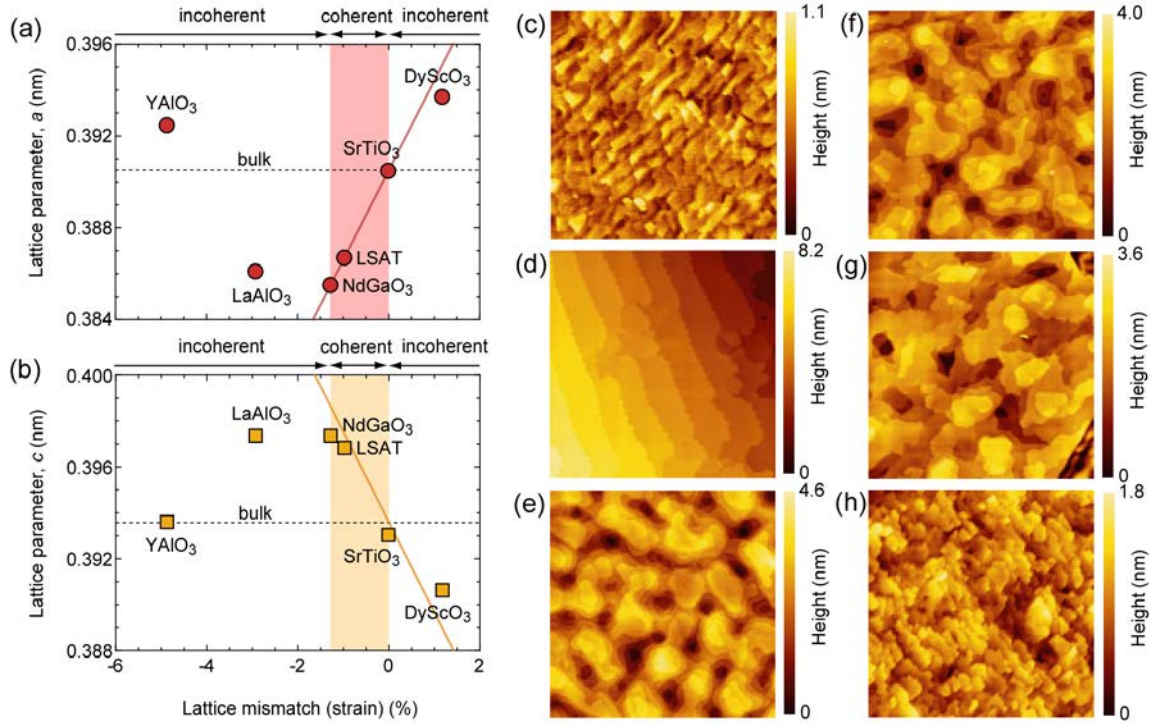 (a)
incoherent coherent incoherent
0.396
0.392
0.388
0.384
Lattice parameter, a (nm)
DyScO3
YAlO3
SrTiO3
bulk
LSAT
LaAlO3
NdGaO3
(b)
incoherent coherent incoherent
0.400
0.396
0.392
0.388
Lattice parameter, c (nm)
LaAlO3
NdGaO3
LSAT
bulk
YAlO3
SrTiO3
DyScO3
-6 -4 -2 0 2
Lattice mismatch (strain) (%)
(c)
1.1
Height (nm)
0
(d)
8.2
Height (nm)
0
(e)
4.6
Height (nm)
0
(f)
4.0
Height (nm)
0
(g)
3.6
Height (nm)
0
(h)
1.8
Height (nm)
0